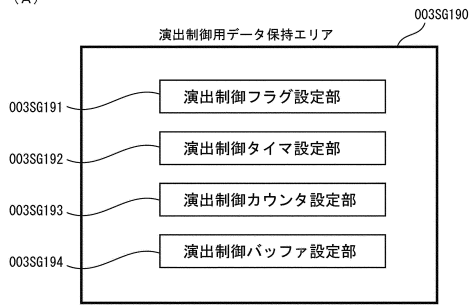 (A)
003SG190
演出制御用データ保持エリア
003SG191
演出制御フラグ設定部
003SG192
演出制御タイマ設定部
003SG193
演出制御カウンタ設定部
003SG194
演出制御バッファ設定部